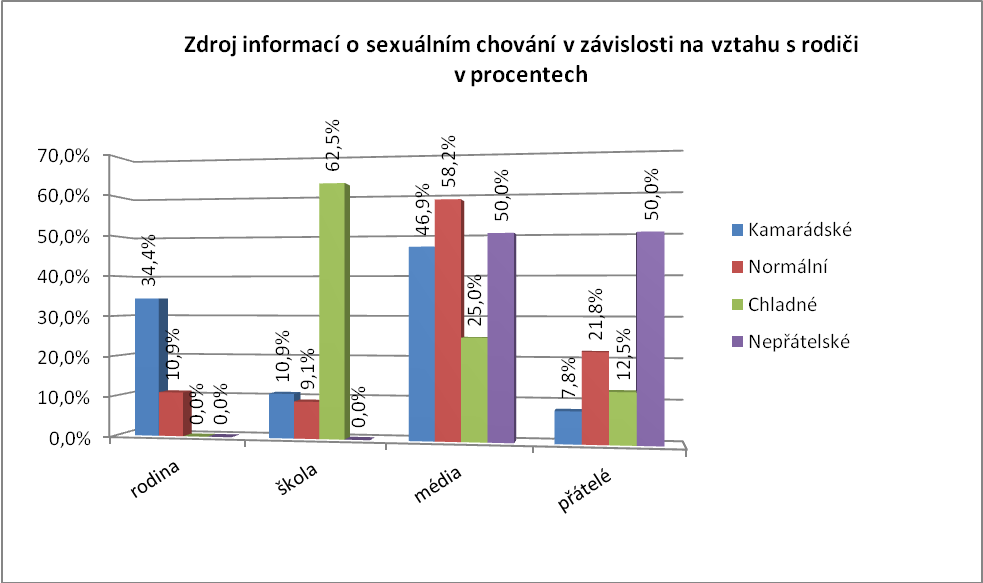 Zdroj informací o sexuálním chování v závislosti na vztahu s rodiči
v procentech
70,0%
60,0%
50,0%
40,0%
30,0%
20,0%
10,0%
0,0%
34,4%
10,9%
0,0%
0,0%
10,9%
9,1%
62,5%
0,0%
46,9%
58,2%
25,0%
50,0%
7,8%
21,8%
12,5%
50,0%
rodina
škola
média
přátelé
Kamarádské
Normální
Chladné
Nepřátelské